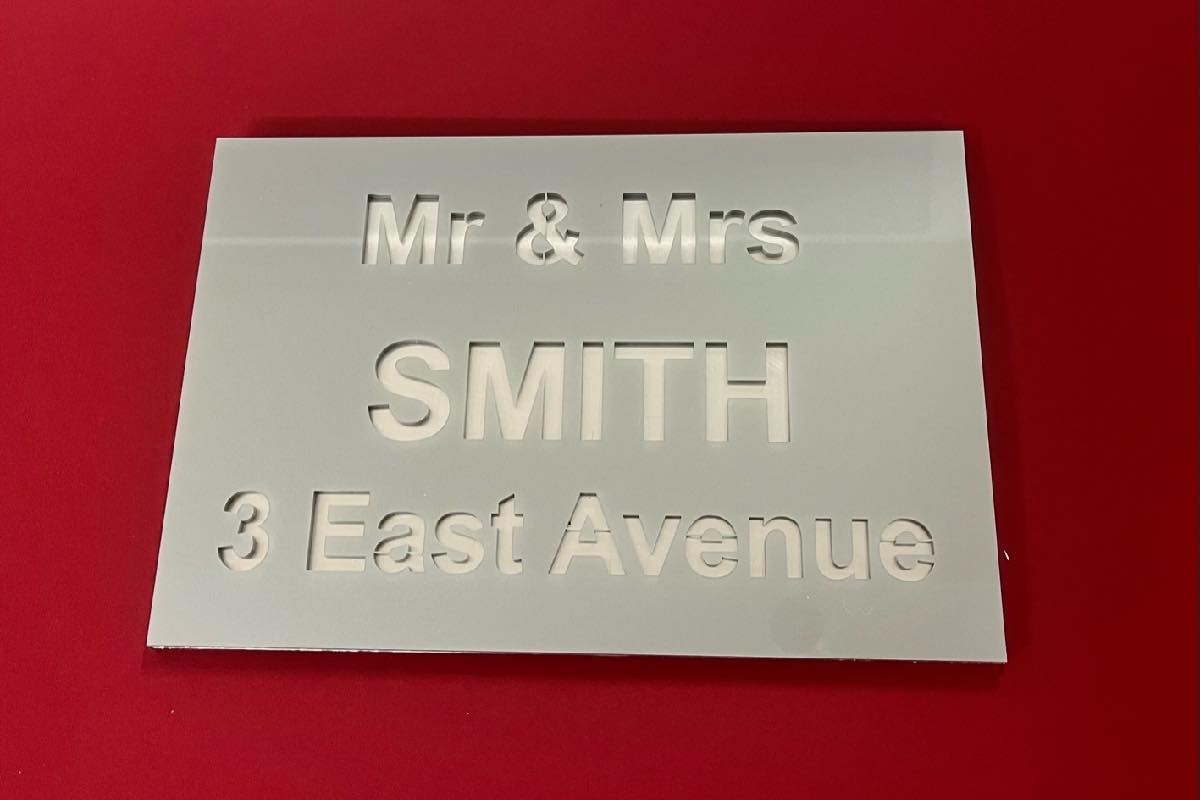 Mr & Mrs
SMITH
3 East Avenue